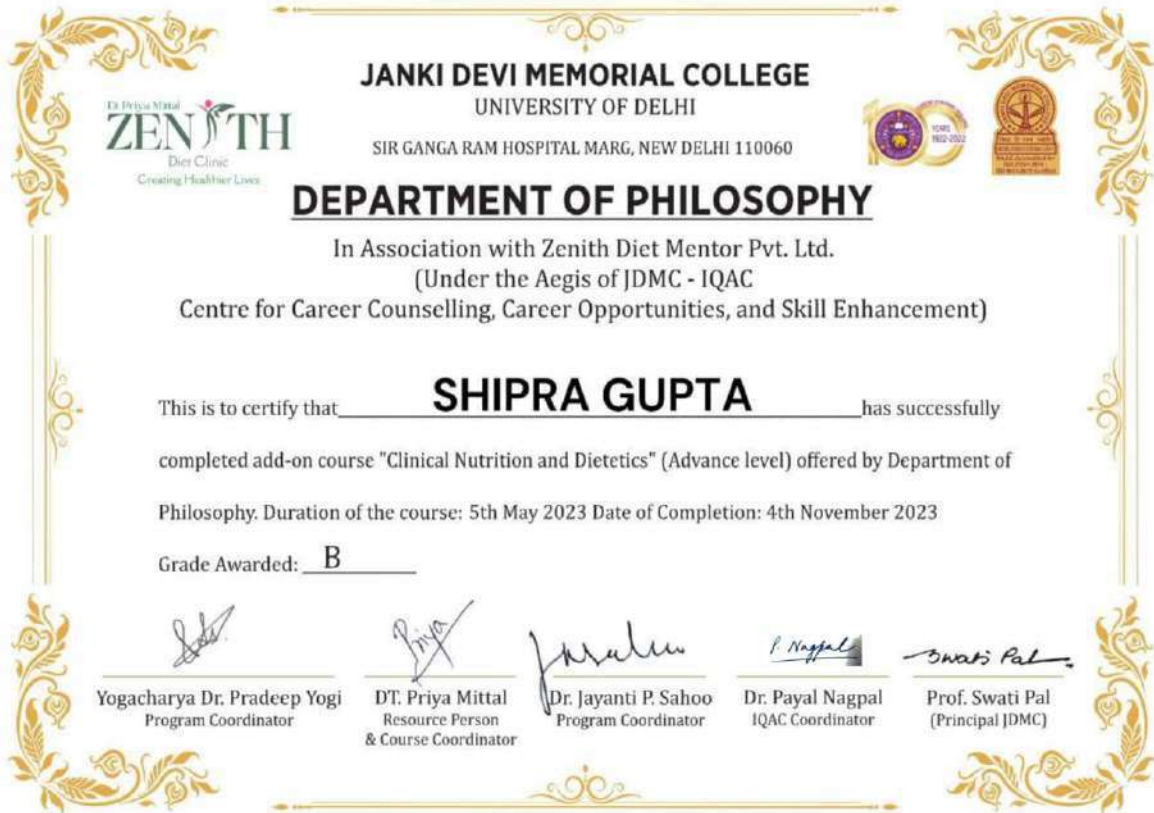 JANKI DEVI MEMORIAL COLLEGE
UNIVERSITY OF DELHI
SIR GANGA RAM HOSPITAL MARG, NEW DELHI 110060
Dt Priya Mittal
ZENITH
Diet Clinic
Creating Healthier Lives
100
YEARS
1922-2022
DEPARTMENT OF PHILOSOPHY
In Association with Zenith Diet Mentor Pvt. Ltd.
(Under the Aegis of JDMC - IQAC
Centre for Career Counselling, Career Opportunities, and Skill Enhancement)
This is to certify that SHIPRA GUPTA has successfully
completed add-on course "Clinical Nutrition and Dietetics" (Advance level) offered by Department of
Philosophy. Duration of the course: 5th May 2023 Date of Completion: 4th November 2023
Grade Awarded: B
Priya
P. Nagpal
Swati Pal
Yogacharya Dr. Pradeep Yogi
Program Coordinator
DT. Priya Mittal
Resource Person
& Course Coordinator
Dr. Jayanti P. Sahoo
Program Coordinator
Dr. Payal Nagpal
IQAC Coordinator
Prof. Swati Pal
(Principal JDMC)